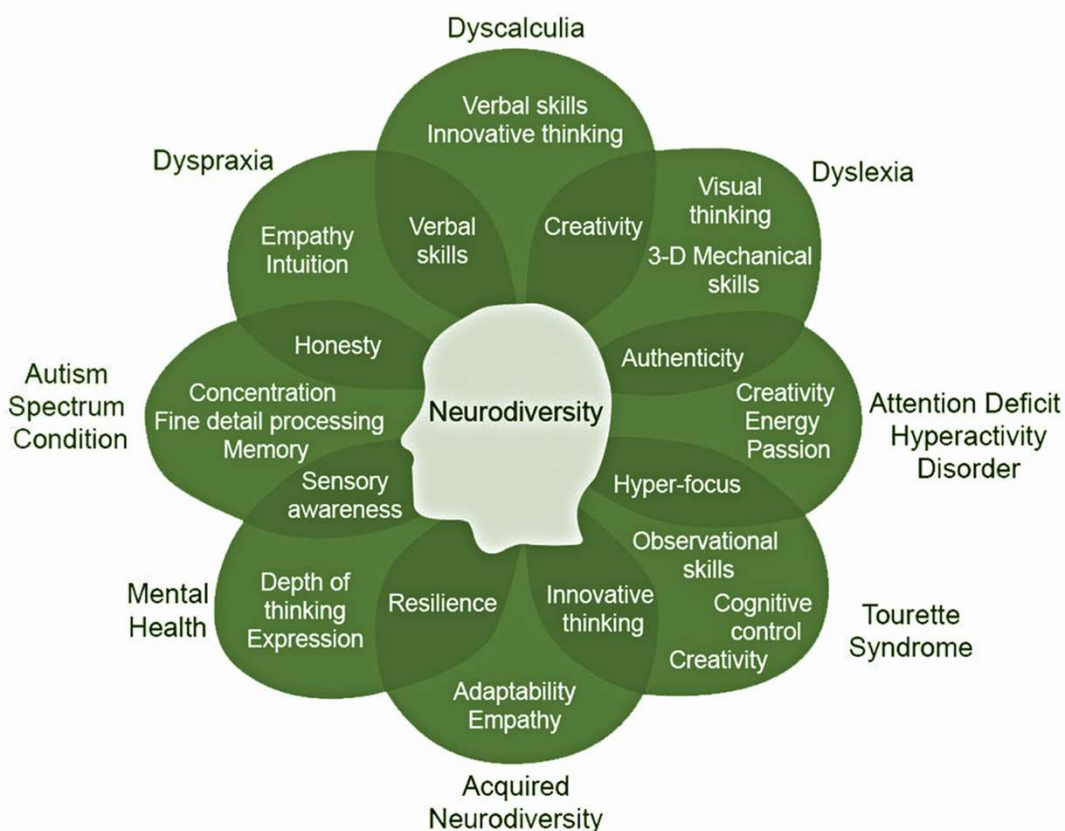 Dyscalculia
Verbal skills
Innovative thinking
Dyspraxia
Dyslexia
Visual
thinking
Empathy
Intuition
Verbal
skills
Creativity
3-D Mechanical
skills
Honesty
Authenticity
Autism
Spectrum
Condition
Concentration
Fine detail processing
Memory
Neurodiversity
Creativity
Energy
Passion
Attention Deficit
Hyperactivity
Disorder
Sensory
awareness
Hyper-focus
Observational
skills
Mental
Health
Depth of
thinking
Expression
Resilience
Innovative
thinking
Cognitive
control
Creativity
Tourette
Syndrome
Adaptability
Empathy
Acquired
Neurodiversity